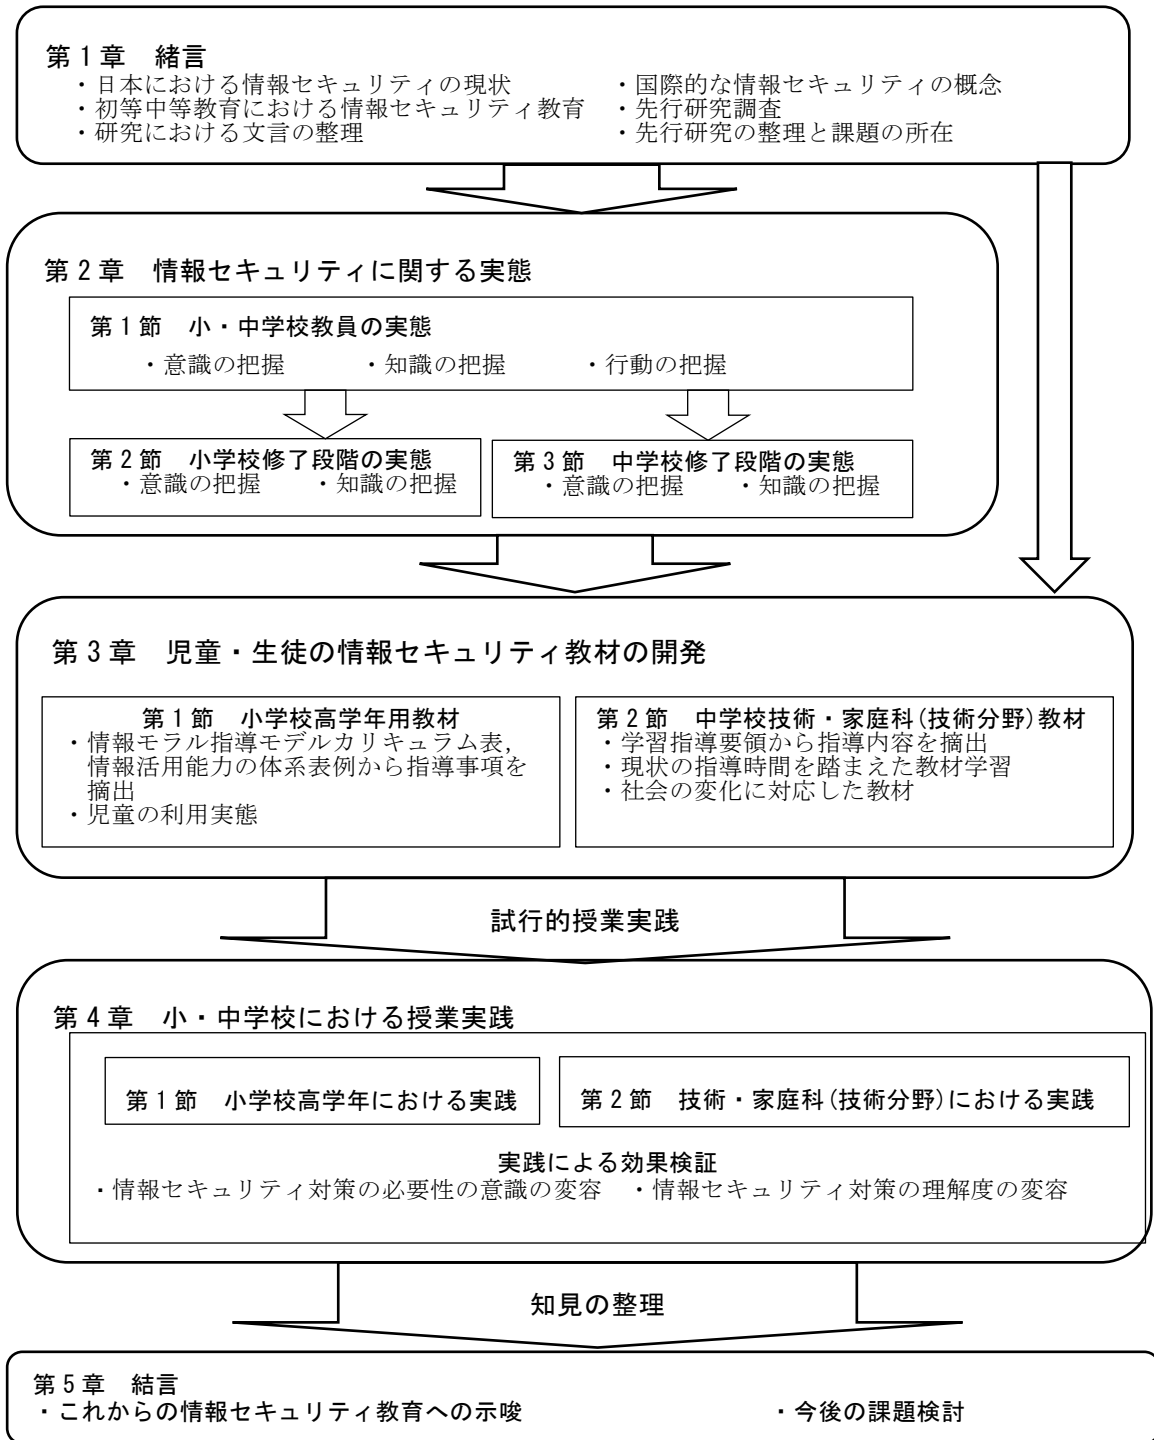 第1章　緒言
・日本における情報セキュリティの現状　・国際的な情報セキュリティの概念
・初等中等教育における情報セキュリティ教育　・先行研究調査
・研究における文言の整理　・先行研究の整理と課題の所在
第2章　情報セキュリティに関する実態
第1節　小・中学校教員の実態
・意識の把握　・知識の把握　・行動の把握
第2節　小学校修了段階の実態
・意識の把握　・知識の把握
第3節　中学校修了段階の実態
・意識の把握　・知識の把握
第3章　児童・生徒の情報セキュリティ教材の開発
第1節　小学校高学年用教材
・情報モラル指導モデルカリキュラム表,
情報活用能力の体系表例から指導事項を
摘出
・児童の利用実態
第2節　中学校技術・家庭科(技術分野)教材
・学習指導要領から指導内容を摘出
・現状の指導時間を踏まえた教材学習
・社会の変化に対応した教材
試行的授業実践
第4章　小・中学校における授業実践
第1節　小学校高学年における実践
第2節　技術・家庭科(技術分野)における実践
実践による効果検証
・情報セキュリティ対策の必要性の意識の変容　・情報セキュリティ対策の理解度の変容
知見の整理
第5章　結言
・これからの情報セキュリティ教育への示唆　・今後の課題検討